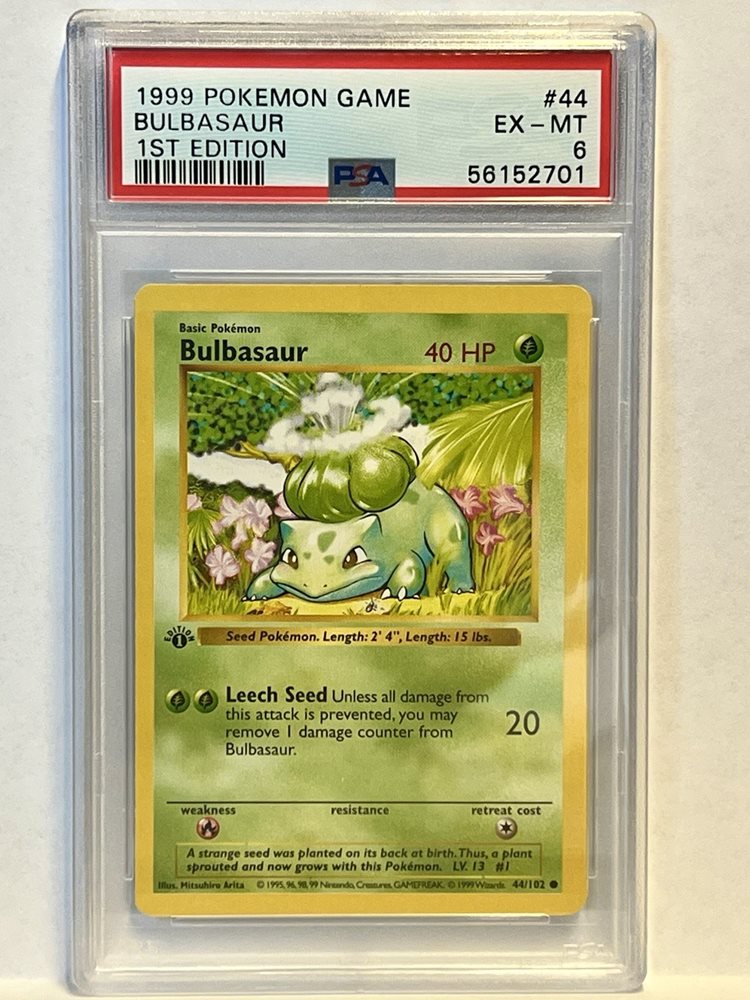 1999 POKEMON GAME #44
BULBASAUR EX - MT
1ST EDITION 6
PSA 56152701
Basic Pokémon
Bulbasaur 40 HP
EDITION 1
Seed Pokémon. Length: 2' 4", Length: 15 lbs.
Leech Seed Unless all damage from
this attack is prevented, you may
remove 1 damage counter from
Bulbasaur.
20
weakness resistance retreat cost
A strange seed was planted on its back at birth. Thus, a plant
sprouted and now grows with this Pokémon. LV. 13 #1
Illus. Mitsuhiro Arita © 1995, 96, 98, 99 Nintendo, Creatures, GAMEFREAK. © 1999 Wizards. 44/102
PSA